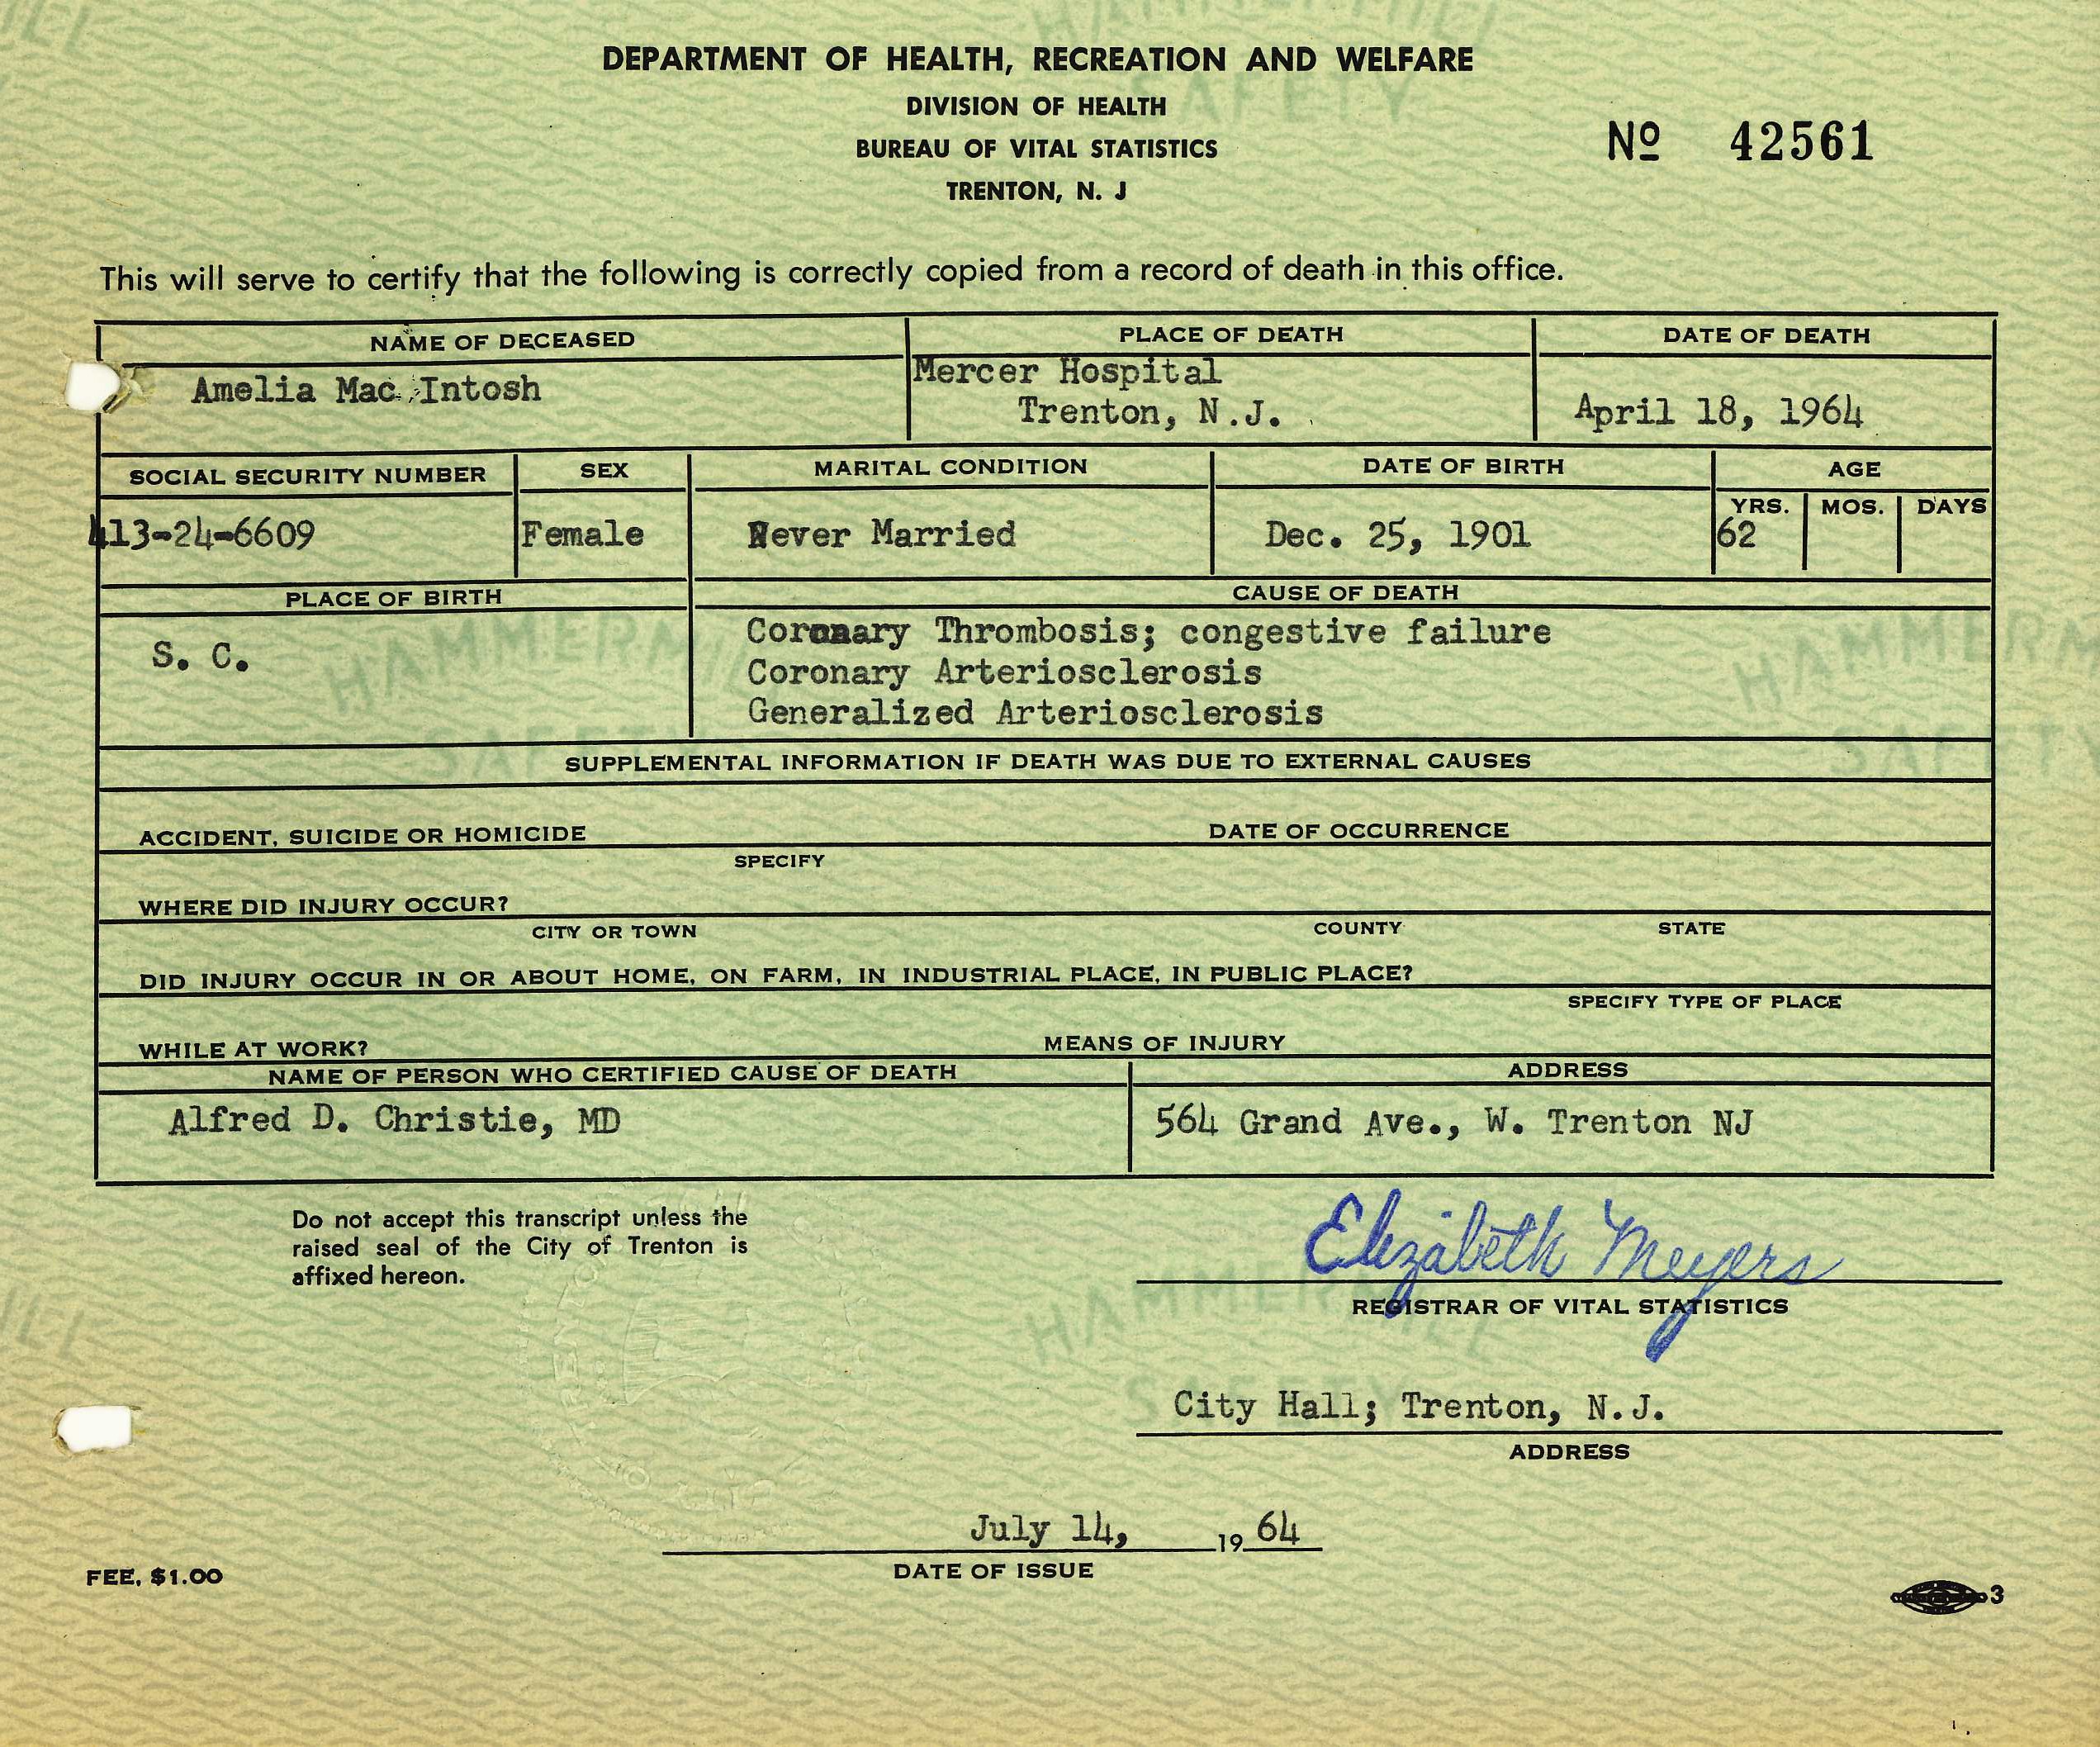 DEPARTMENT OF HEALTH, RECREATION AND WELFARE
DIVISION OF HEALTH
BUREAU OF VITAL STATISTICS
TRENTON, N. J
Nº 42561
This will serve to certify that the following is correctly copied from a record of death in this office.
NAME OF DECEASED PLACE OF DEATH DATE OF DEATH
Amelia Mac Intosh Mercer Hospital
Trenton, N.J. April 18, 1964
SOCIAL SECURITY NUMBER SEX MARITAL CONDITION DATE OF BIRTH AGE
YRS. MOS. DAYS
413-24-6609 Female Never Married Dec. 25, 1901 62
PLACE OF BIRTH CAUSE OF DEATH
S. C. Coronary Thrombosis; congestive failure
Coronary Arteriosclerosis
Generalized Arteriosclerosis
SUPPLEMENTAL INFORMATION IF DEATH WAS DUE TO EXTERNAL CAUSES
ACCIDENT, SUICIDE OR HOMICIDE DATE OF OCCURRENCE
SPECIFY
WHERE DID INJURY OCCUR?
CITY OR TOWN COUNTY STATE
DID INJURY OCCUR IN OR ABOUT HOME, ON FARM, IN INDUSTRIAL PLACE, IN PUBLIC PLACE?
SPECIFY TYPE OF PLACE
WHILE AT WORK? MEANS OF INJURY
NAME OF PERSON WHO CERTIFIED CAUSE OF DEATH ADDRESS
Alfred D. Christie, MD 564 Grand Ave., W. Trenton NJ
Do not accept this transcript unless the
raised seal of the City of Trenton is
affixed hereon.
Elizabeth Meyers
REGISTRAR OF VITAL STATISTICS
City Hall; Trenton, N.J.
ADDRESS
July 14, 19 64
DATE OF ISSUE
FEE, $1.00
3
HAMMERMILL
SAFETY